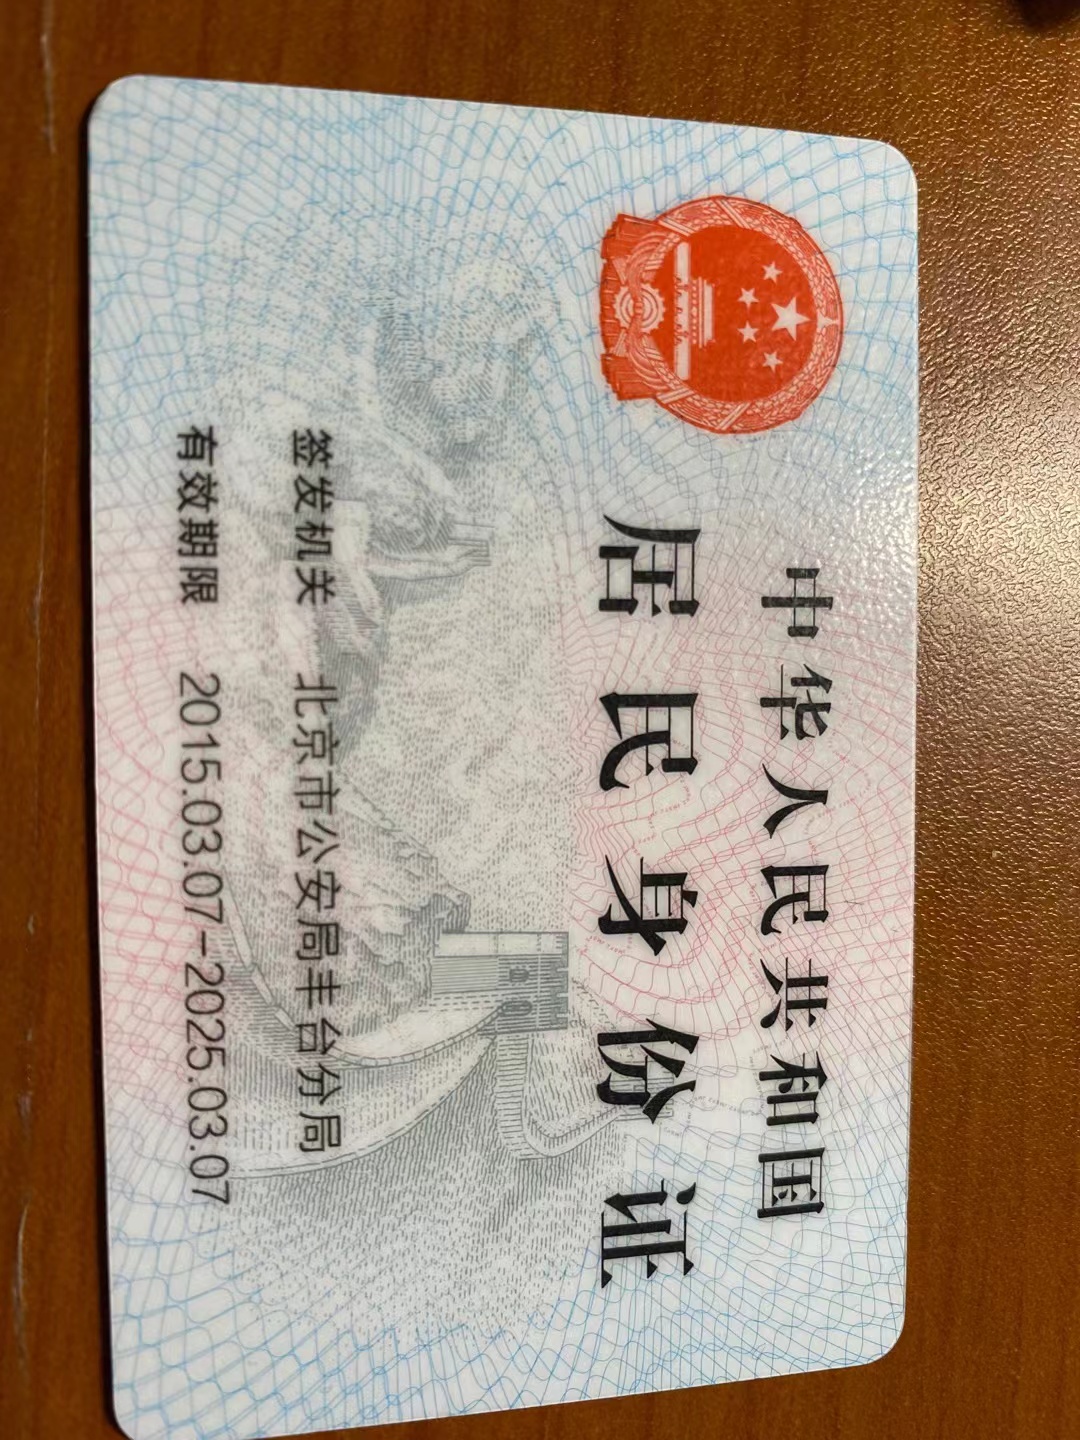 中华人民共和国
居民身份证
签发机关 北京市公安局丰台分局
有效期限 2015.03.07-2025.03.07